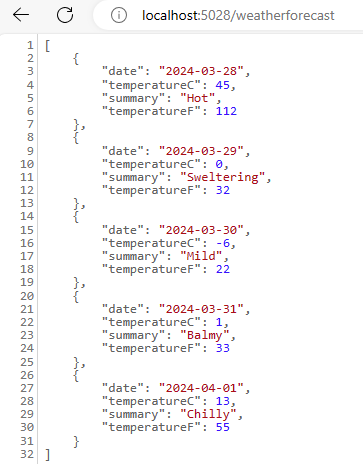 localhost:5028/weatherforecast
1 [
2 {
3 "date": "2024-03-28",
4 "temperatureC": 45,
5 "summary": "Hot",
6 "temperatureF": 112
7 },
8 {
9 "date": "2024-03-29",
10 "temperatureC": 0,
11 "summary": "Sweltering",
12 "temperatureF": 32
13 },
14 {
15 "date": "2024-03-30",
16 "temperatureC": -6,
17 "summary": "Mild",
18 "temperatureF": 22
19 },
20 {
21 "date": "2024-03-31",
22 "temperatureC": 1,
23 "summary": "Balmy",
24 "temperatureF": 33
25 },
26 {
27 "date": "2024-04-01",
28 "temperatureC": 13,
29 "summary": "Chilly",
30 "temperatureF": 55
31 }
32 ]